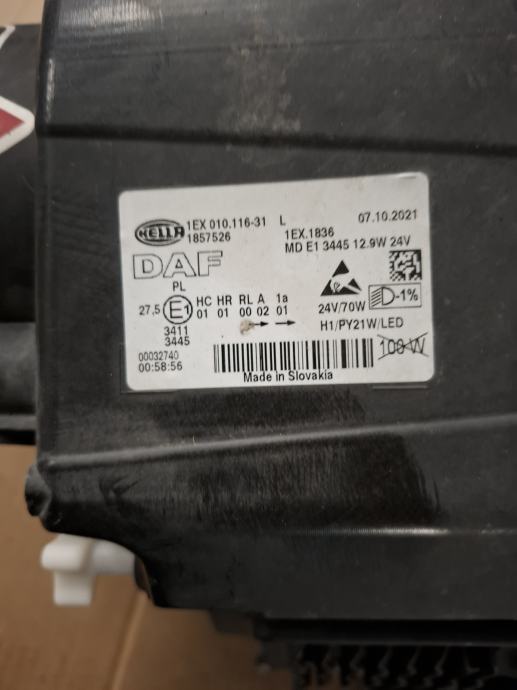 HELLA 1EX 010.116-31 L 07.10.2021
1857526 1EX.1836
MD E1 3445 12.9W 24V
DAF
PL
HC HR RL A 1a
27,5 E1 01 01 00 02 01
24V/70W D-1%
3411
3445
H1/PY21W/LED
00032740
00:58:56
100 W
Made in Slovakia